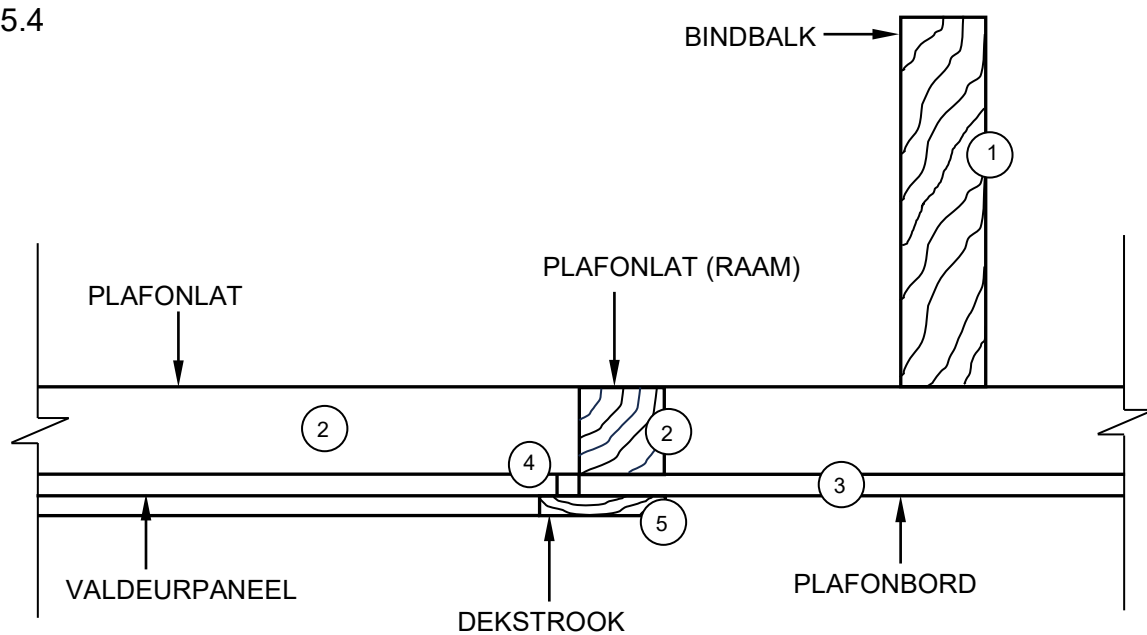 5.4
BINDBALK
1
PLAFONLAT (RAAM)
PLAFONLAT
2
2
4
3
5
VALDEURPANEEL
PLAFONBORD
DEKSTROOK